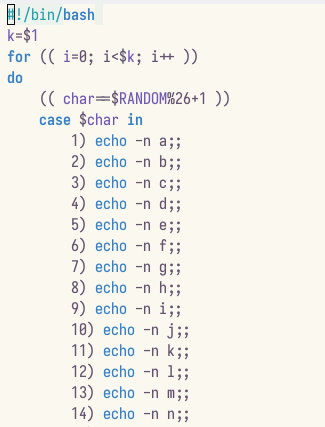 #!/bin/bash
k=$1
for (( i=0; i<$k; i++ ))
do
    (( char==$RANDOM%26+1 ))
    case $char in
        1) echo -n a;;
        2) echo -n b;;
        3) echo -n c;;
        4) echo -n d;;
        5) echo -n e;;
        6) echo -n f;;
        7) echo -n g;;
        8) echo -n h;;
        9) echo -n i;;
        10) echo -n j;;
        11) echo -n k;;
        12) echo -n l;;
        13) echo -n m;;
        14) echo -n n;;